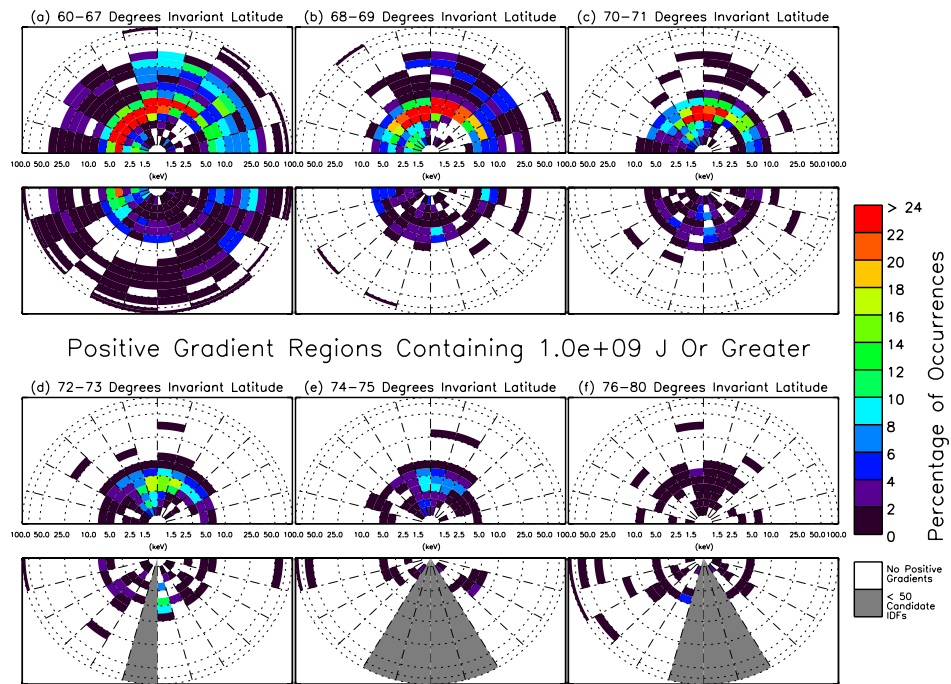 (a) 60-67 Degrees Invariant Latitude
(b) 68-69 Degrees Invariant Latitude
(c) 70-71 Degrees Invariant Latitude
100.0 50.0 25.0 10.0 5.0 2.5 1.5 1.5 2.5 5.0 10.0 25.0 50.0 100.0 50.0 25.0 10.0 5.0 2.5 1.5 1.5 2.5 5.0 10.0 25.0 50.0 100.0 50.0 25.0 10.0 5.0 2.5 1.5 1.5 2.5 5.0 10.0 25.0 50.0 100.0
(keV) (keV) (keV)
Positive Gradient Regions Containing 1.0e+09 J Or Greater
(d) 72-73 Degrees Invariant Latitude
(e) 74-75 Degrees Invariant Latitude
(f) 76-80 Degrees Invariant Latitude
100.0 50.0 25.0 10.0 5.0 2.5 1.5 1.5 2.5 5.0 10.0 25.0 50.0 100.0 50.0 25.0 10.0 5.0 2.5 1.5 1.5 2.5 5.0 10.0 25.0 50.0 100.0 50.0 25.0 10.0 5.0 2.5 1.5 1.5 2.5 5.0 10.0 25.0 50.0 100.0
(keV) (keV) (keV)
> 24
22
20
18
16
14
12
10
8
6
4
2
0
Percentage of Occurrences
No Positive
Gradients
< 50
Candidate
IDFs